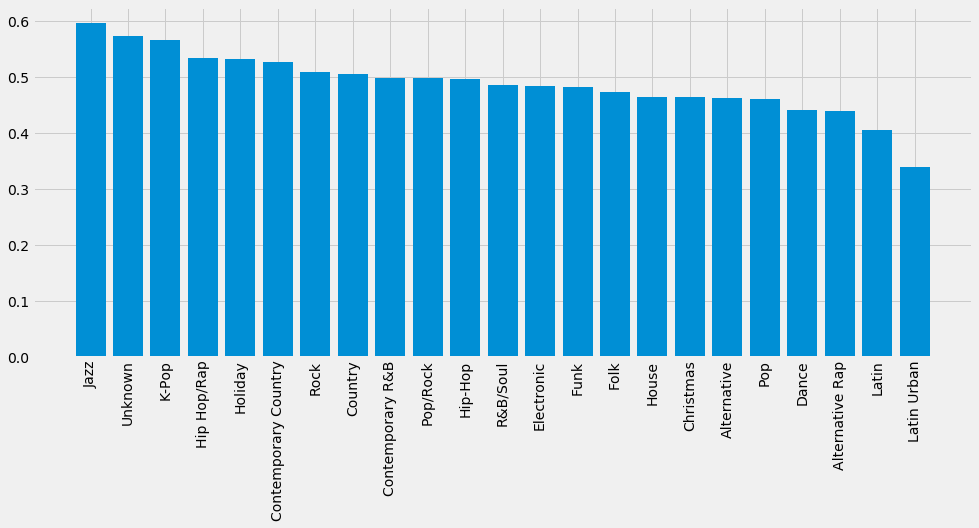 0.6
0.5
0.4
0.3
0.2
0.1
0.0
Jazz
Unknown
K-Pop
Hip Hop/Rap
Holiday
Contemporary Country
Rock
Country
Contemporary R&B
Pop/Rock
Hip-Hop
R&B/Soul
Electronic
Funk
Folk
House
Christmas
Alternative
Pop
Dance
Alternative Rap
Latin
Latin Urban